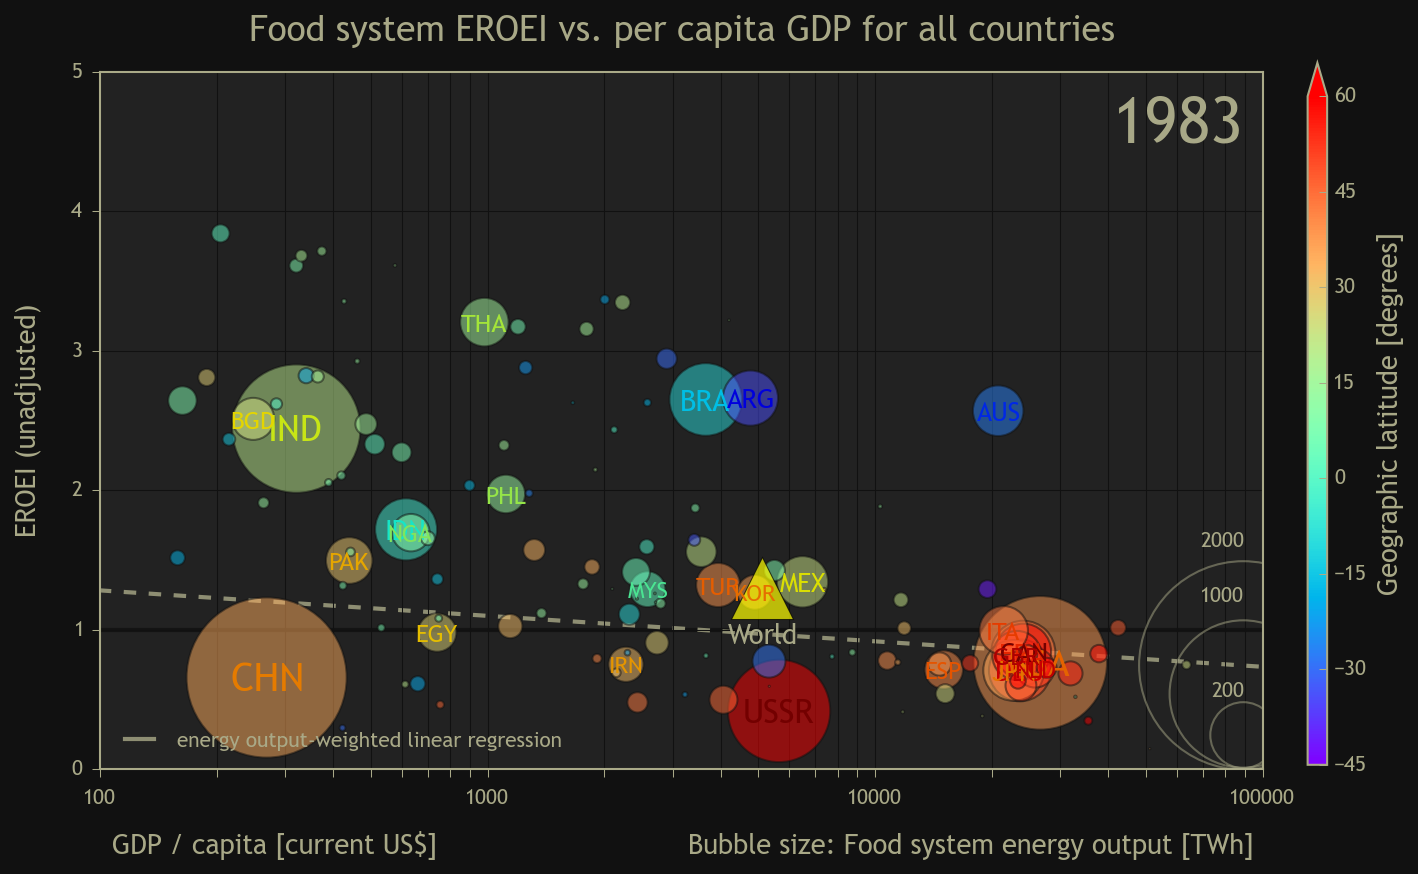 Food system EROEI vs. per capita GDP for all countries
1983
5
4
3
2
1
0
EROEI (unadjusted)
THA
BRA
ARG
AUS
BGD
IND
PHL
NGA
PAK
MYS
TUR
KOR
MEX
World
EGY
ITA
IRN
ESP
CHN
USSR
2000
1000
200
energy output-weighted linear regression
100
1000
10000
100000
GDP / capita [current US$]
Bubble size: Food system energy output [TWh]
60
45
30
15
0
−15
−30
−45
Geographic latitude [degrees]